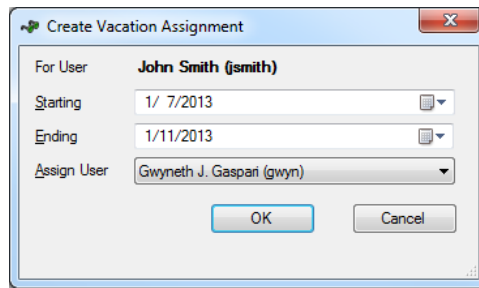 Create Vacation Assignment
For User John Smith (jsmith)
Starting 1/ 7/2013
Ending 1/11/2013
Assign User Gwyneth J. Gaspari (gwyn)
OK Cancel